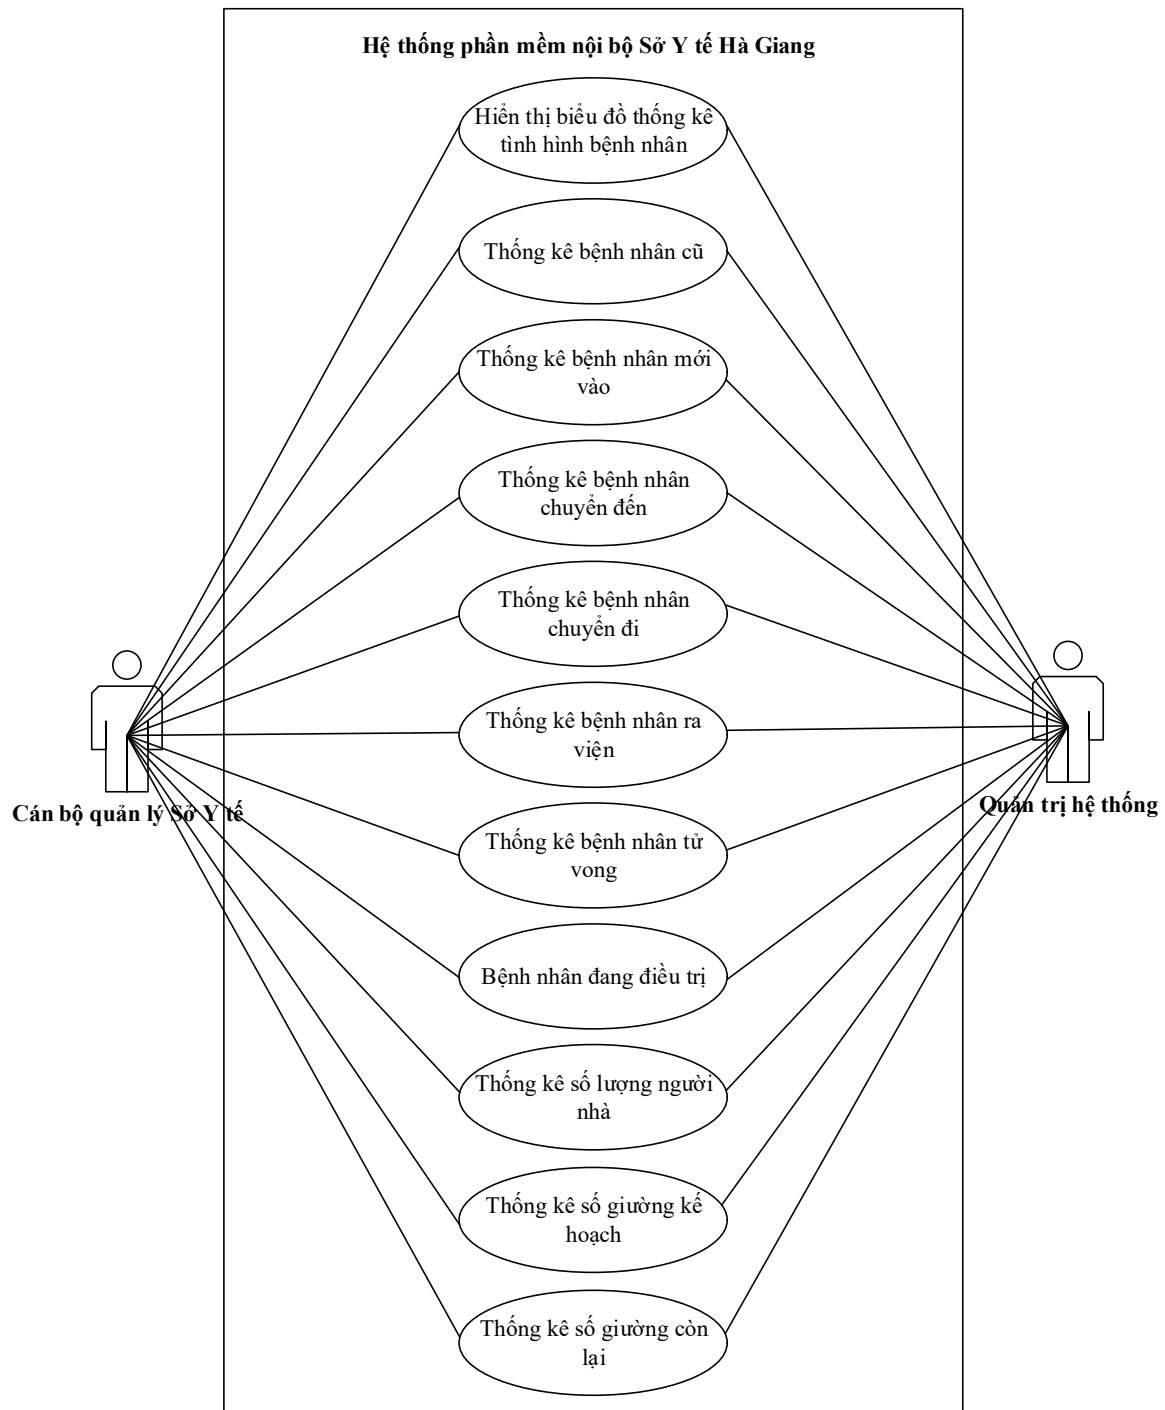 Hệ thống phần mềm nội bộ Sở Y tế Hà Giang
Hiển thị biểu đồ thống kê
tình hình bệnh nhân
Thống kê bệnh nhân cũ
Thống kê bệnh nhân mới
vào
Thống kê bệnh nhân
chuyển đến
Thống kê bệnh nhân
chuyển đi
Thống kê bệnh nhân ra
viện
Cán bộ quản lý Sở Y tế
Quản trị hệ thống
Thống kê bệnh nhân tử
vong
Bệnh nhân đang điều trị
Thống kê số lượng người
nhà
Thống kê số giường kế
hoạch
Thống kê số giường còn
lại